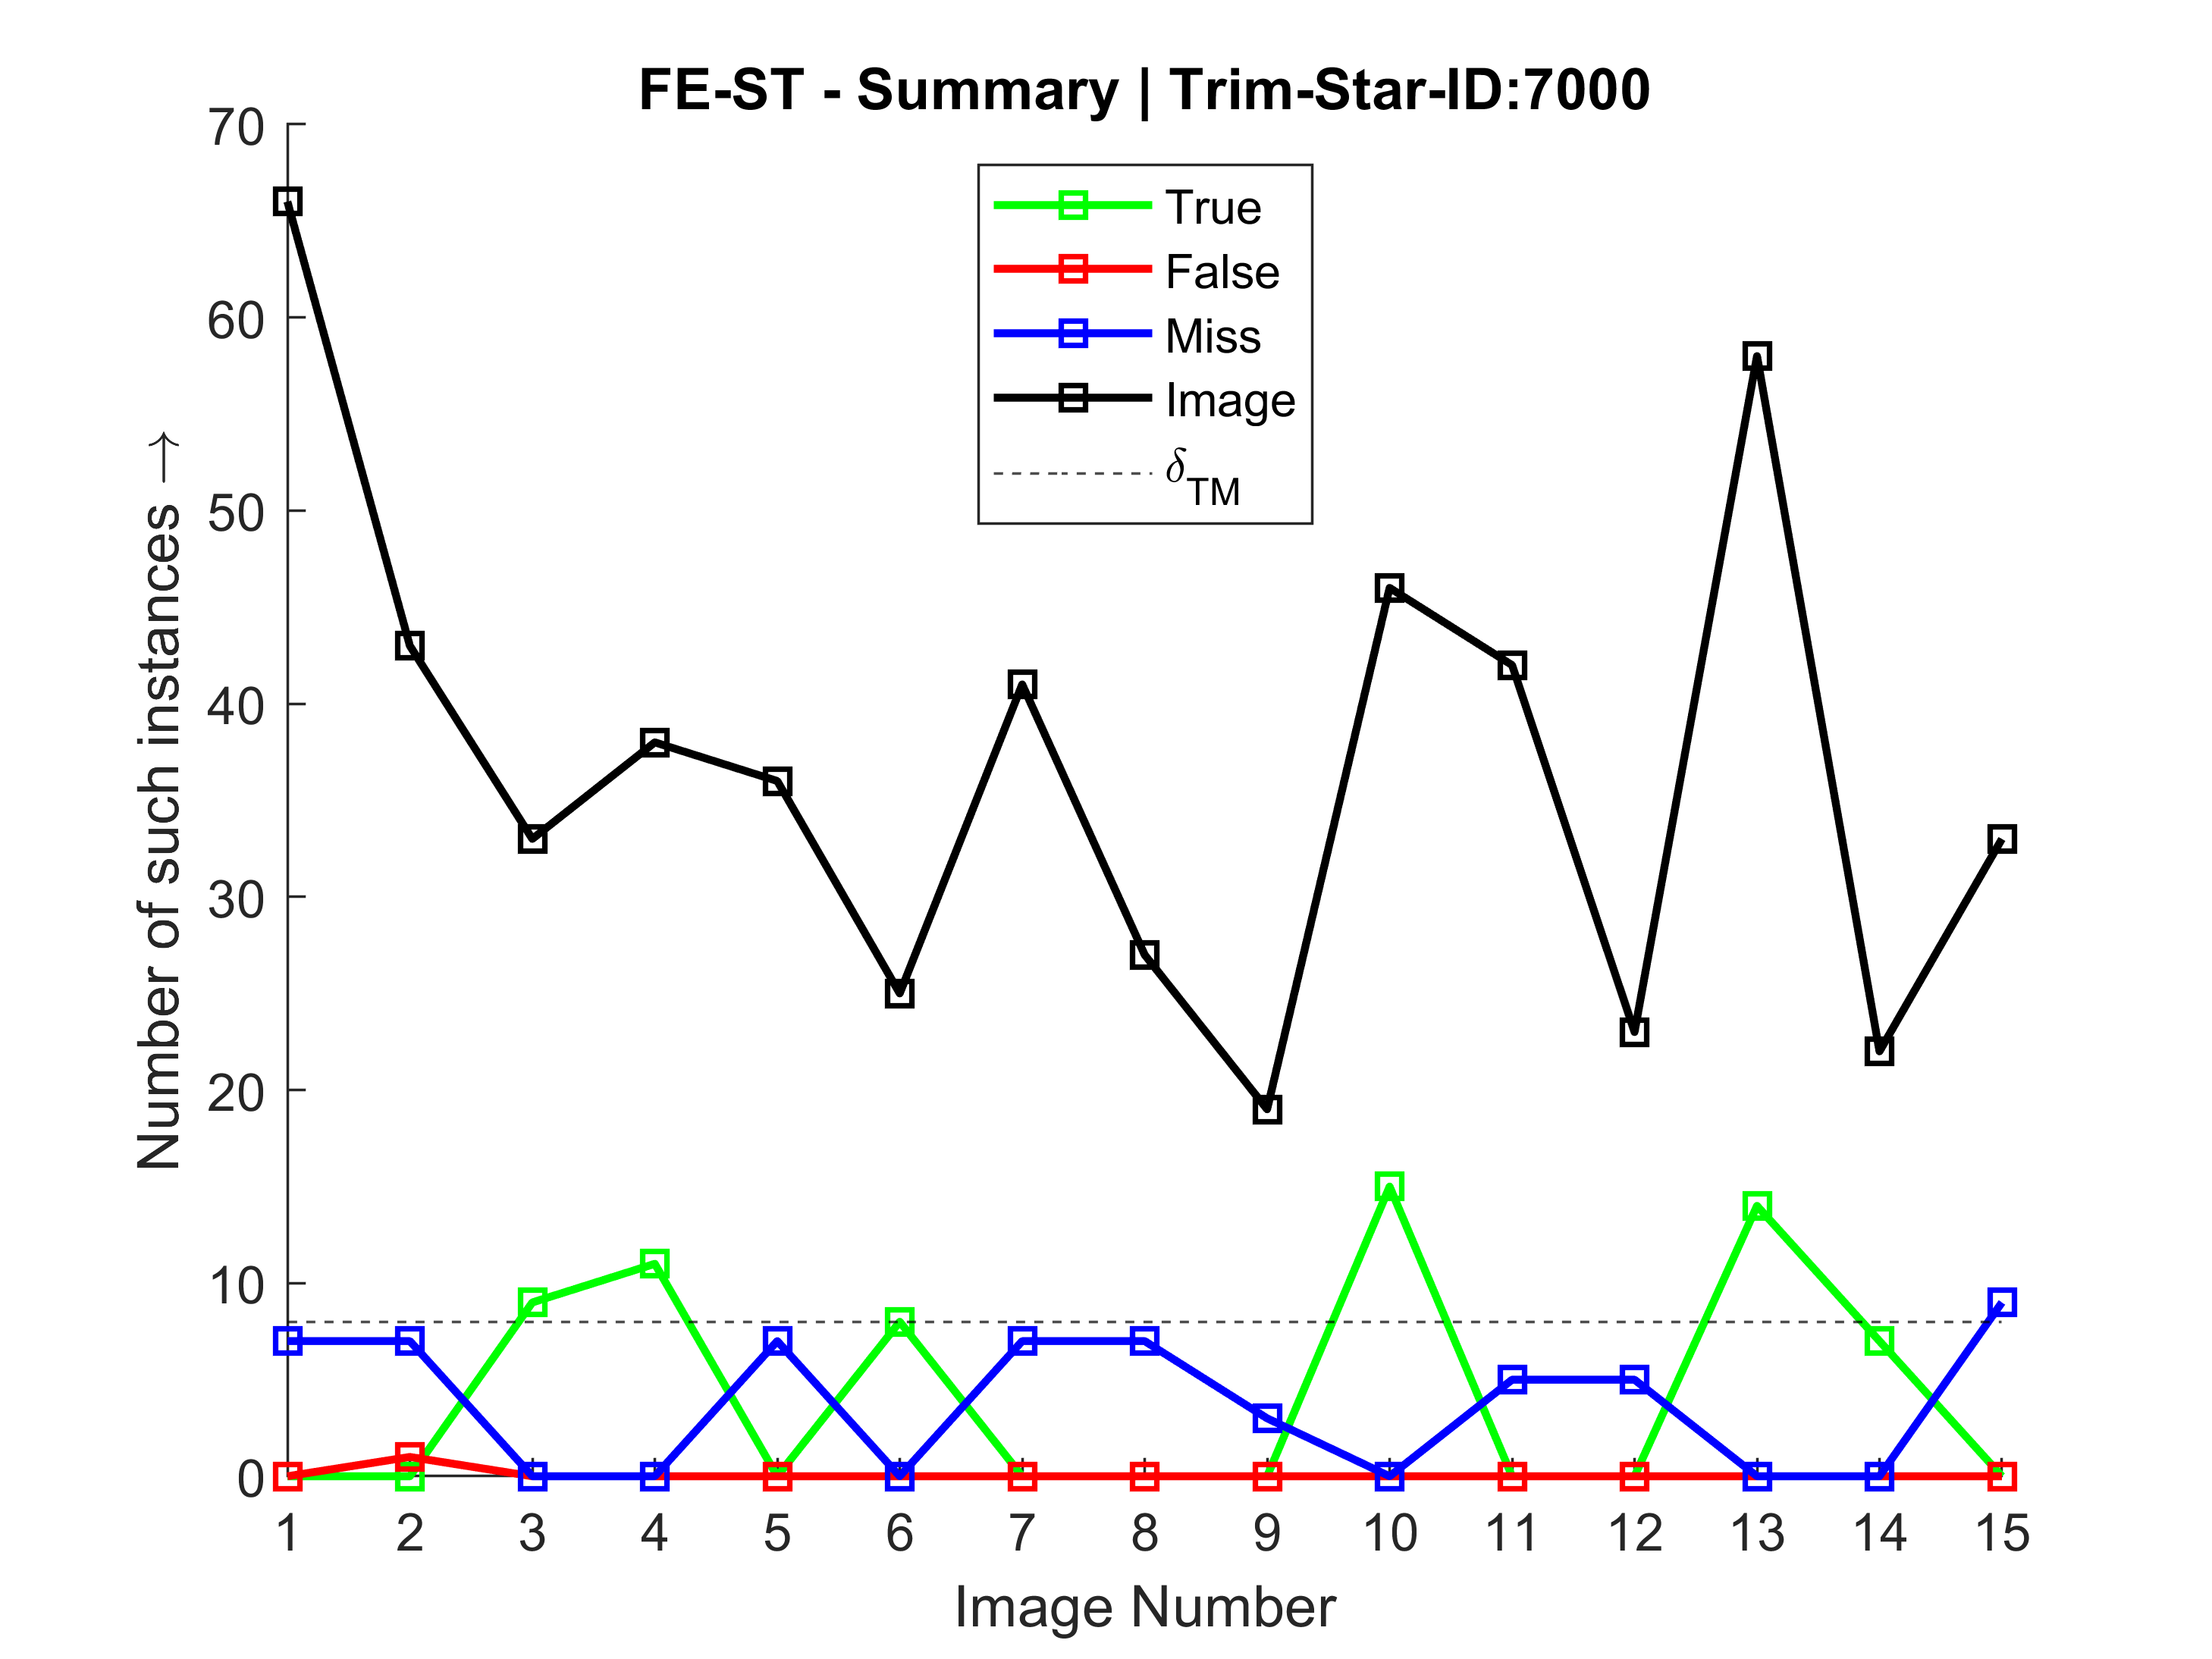 FE-ST - Summary | Trim-Star-ID:7000
True
False
Miss
Image
δTM
Number of such instances →
70
60
50
40
30
20
10
0
1 2 3 4 5 6 7 8 9 10 11 12 13 14 15
Image Number